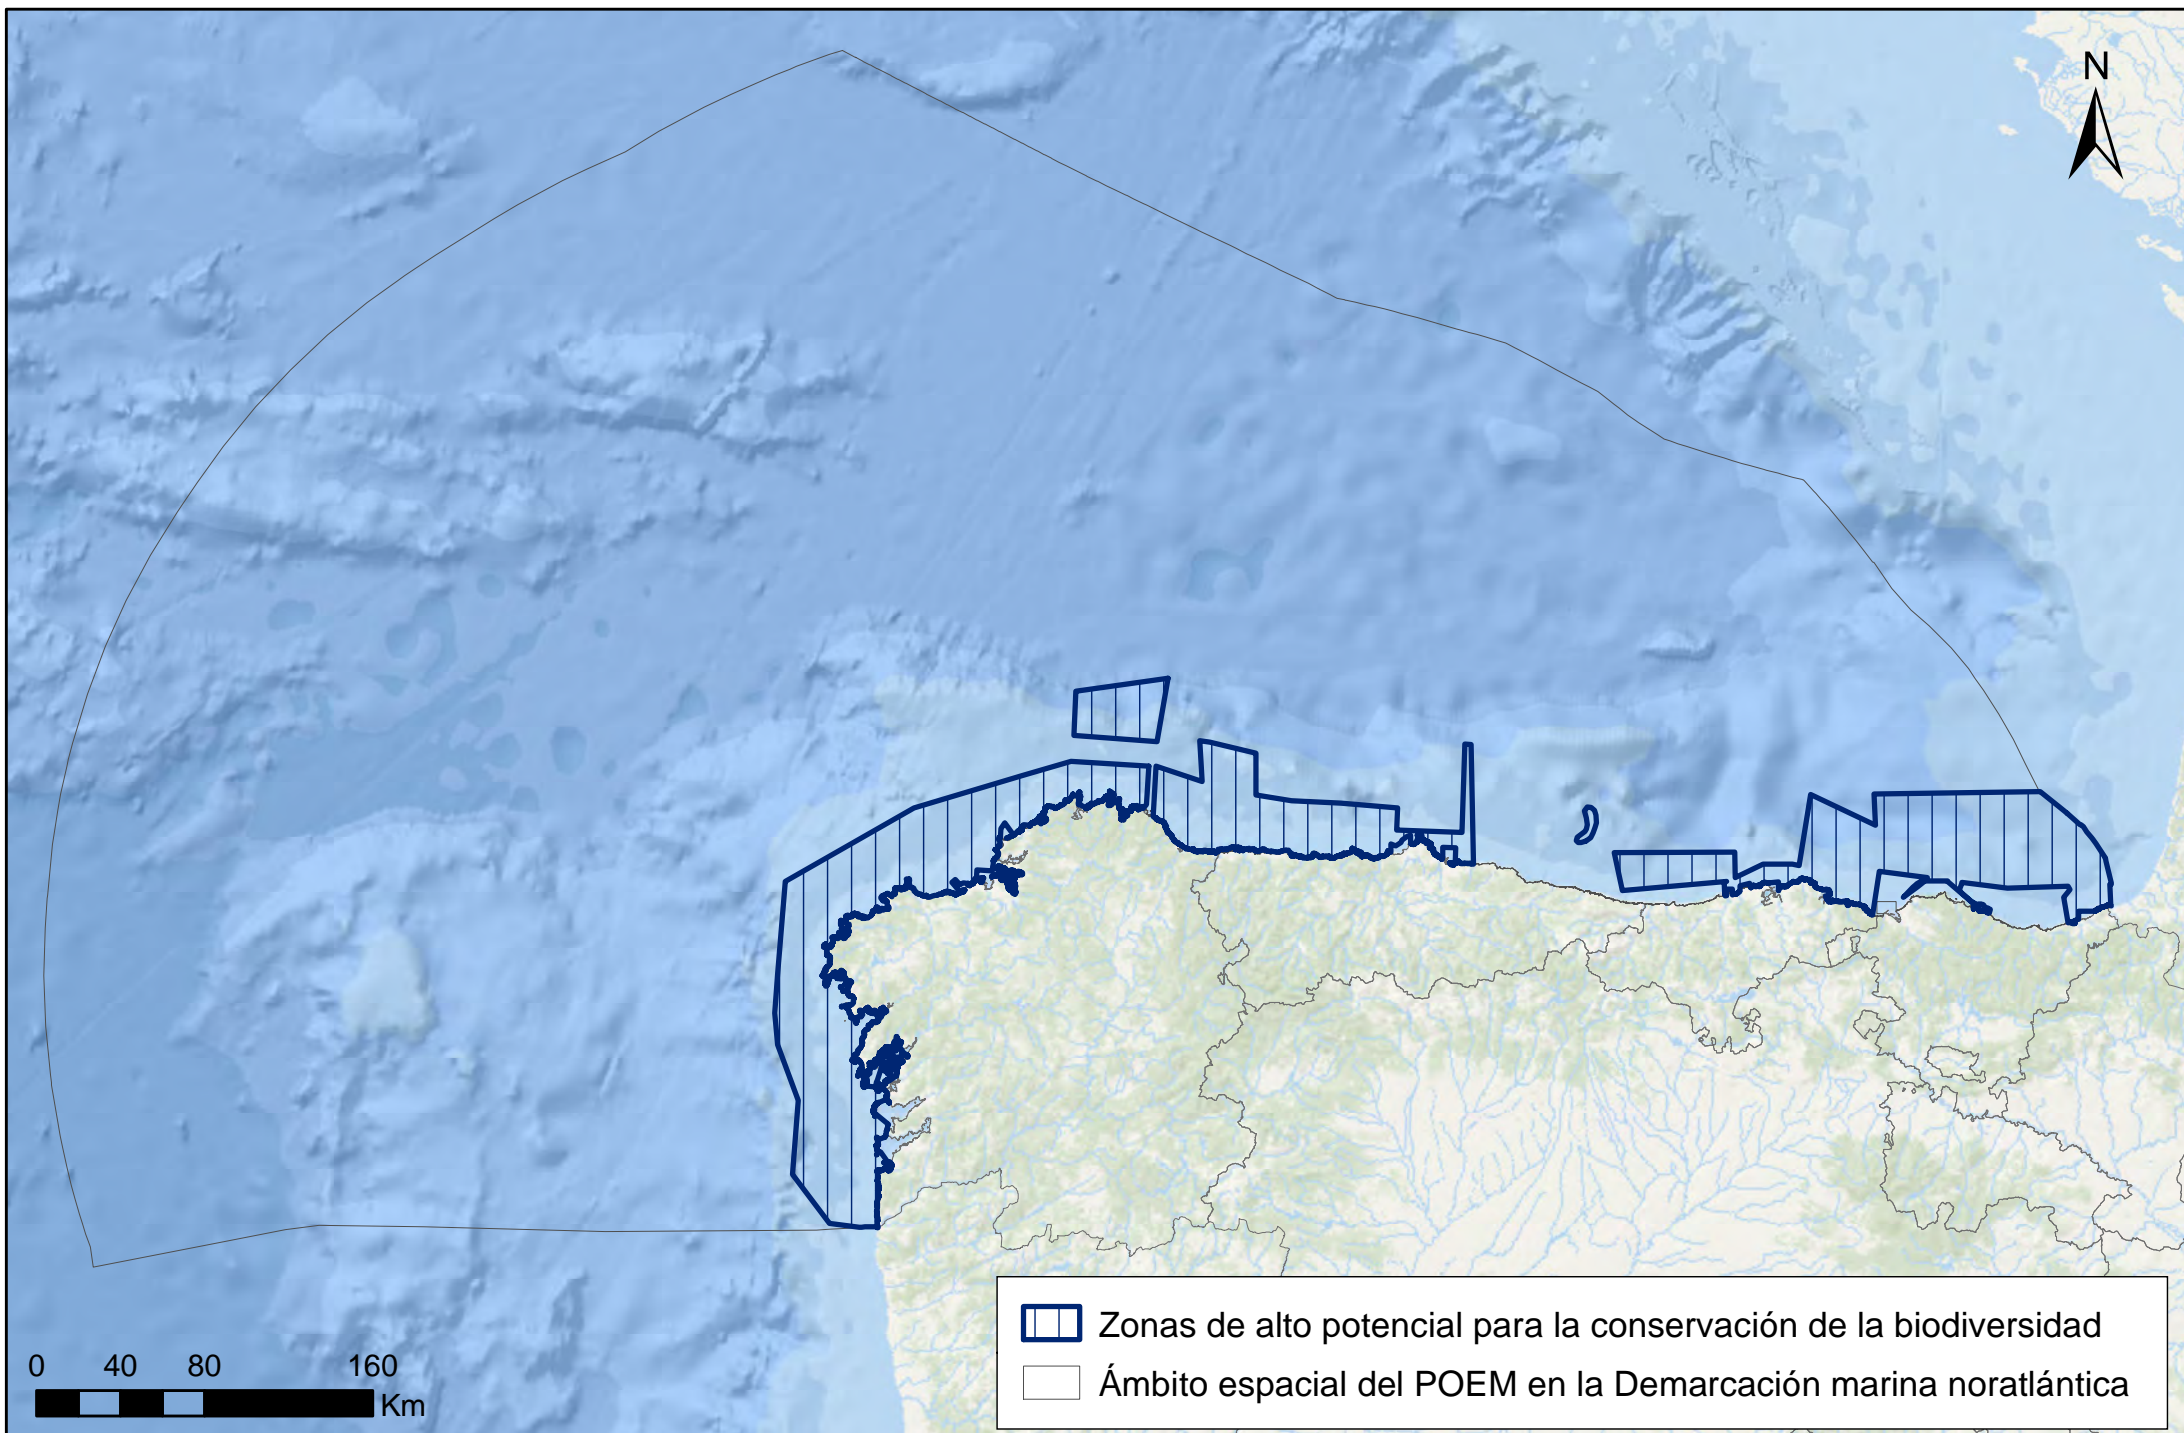 N
Zonas de alto potencial para la conservación de la biodiversidad
Ámbito espacial del POEM en la Demarcación marina noratlántica
0 40 80 160
Km